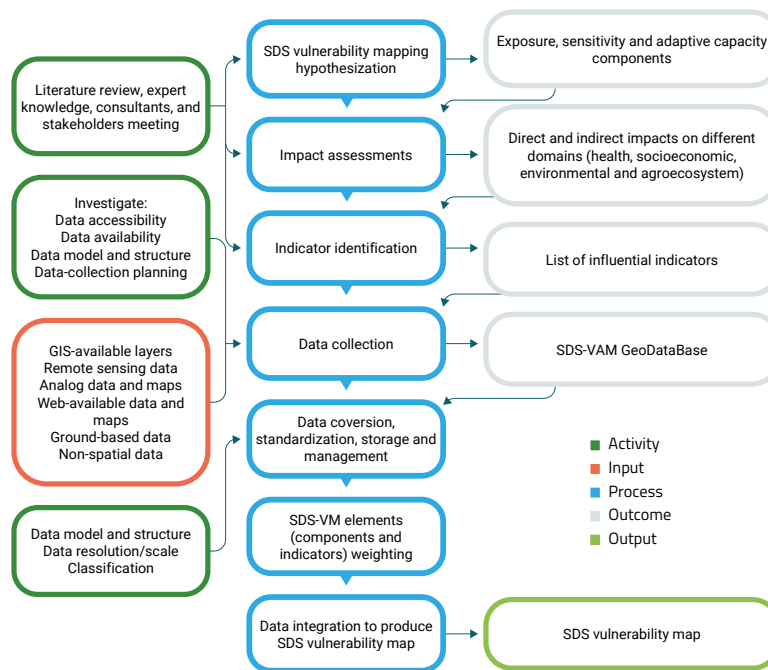 SDS vulnerability mapping
hypothesization
Exposure, sensitivity and adaptive capacity
components
Literature review, expert
knowledge, consultants, and
stakeholders meeting
Impact assessments
Direct and indirect impacts on different
domains (health, socioeconomic,
environmental and agroecosystem)
Investigate:
Data accessibility
Data availability
Data model and structure
Data-collection planning
Indicator identification
List of influential indicators
GIS-available layers
Remote sensing data
Analog data and maps
Web-available data and
maps
Ground-based data
Non-spatial data
Data collection
SDS-VAM GeoDataBase
Data coversion,
standardization, storage and
management
Data model and structure
Data resolution/scale
Classification
SDS-VM elements
(components and
indicators) weighting
Data integration to produce
SDS vulnerability map
SDS vulnerability map
Activity
Input
Process
Outcome
Output